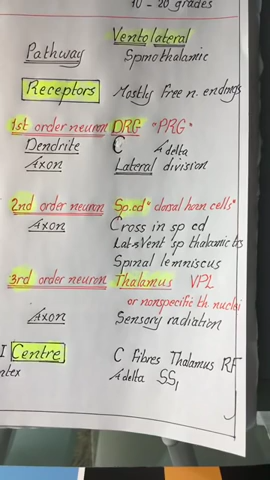 10 - 20 grades
Ventolateral
Pathway Spinothalamic
Receptors Mostly free n. endings
1st order neuron DRG "PRG"
Dendrite C A delta
Axon Lateral division
2nd order neuron Sp.cd "dorsal horn cells"
Axon Cross in sp cd
Lat & Vent sp thalamic trs
Spinal lemniscus
3rd order neuron Thalamus VPL
or nonspecific th nuclei
Axon Sensory radiation
I Centre C fibres Thalamus RF
ntex A delta SS1